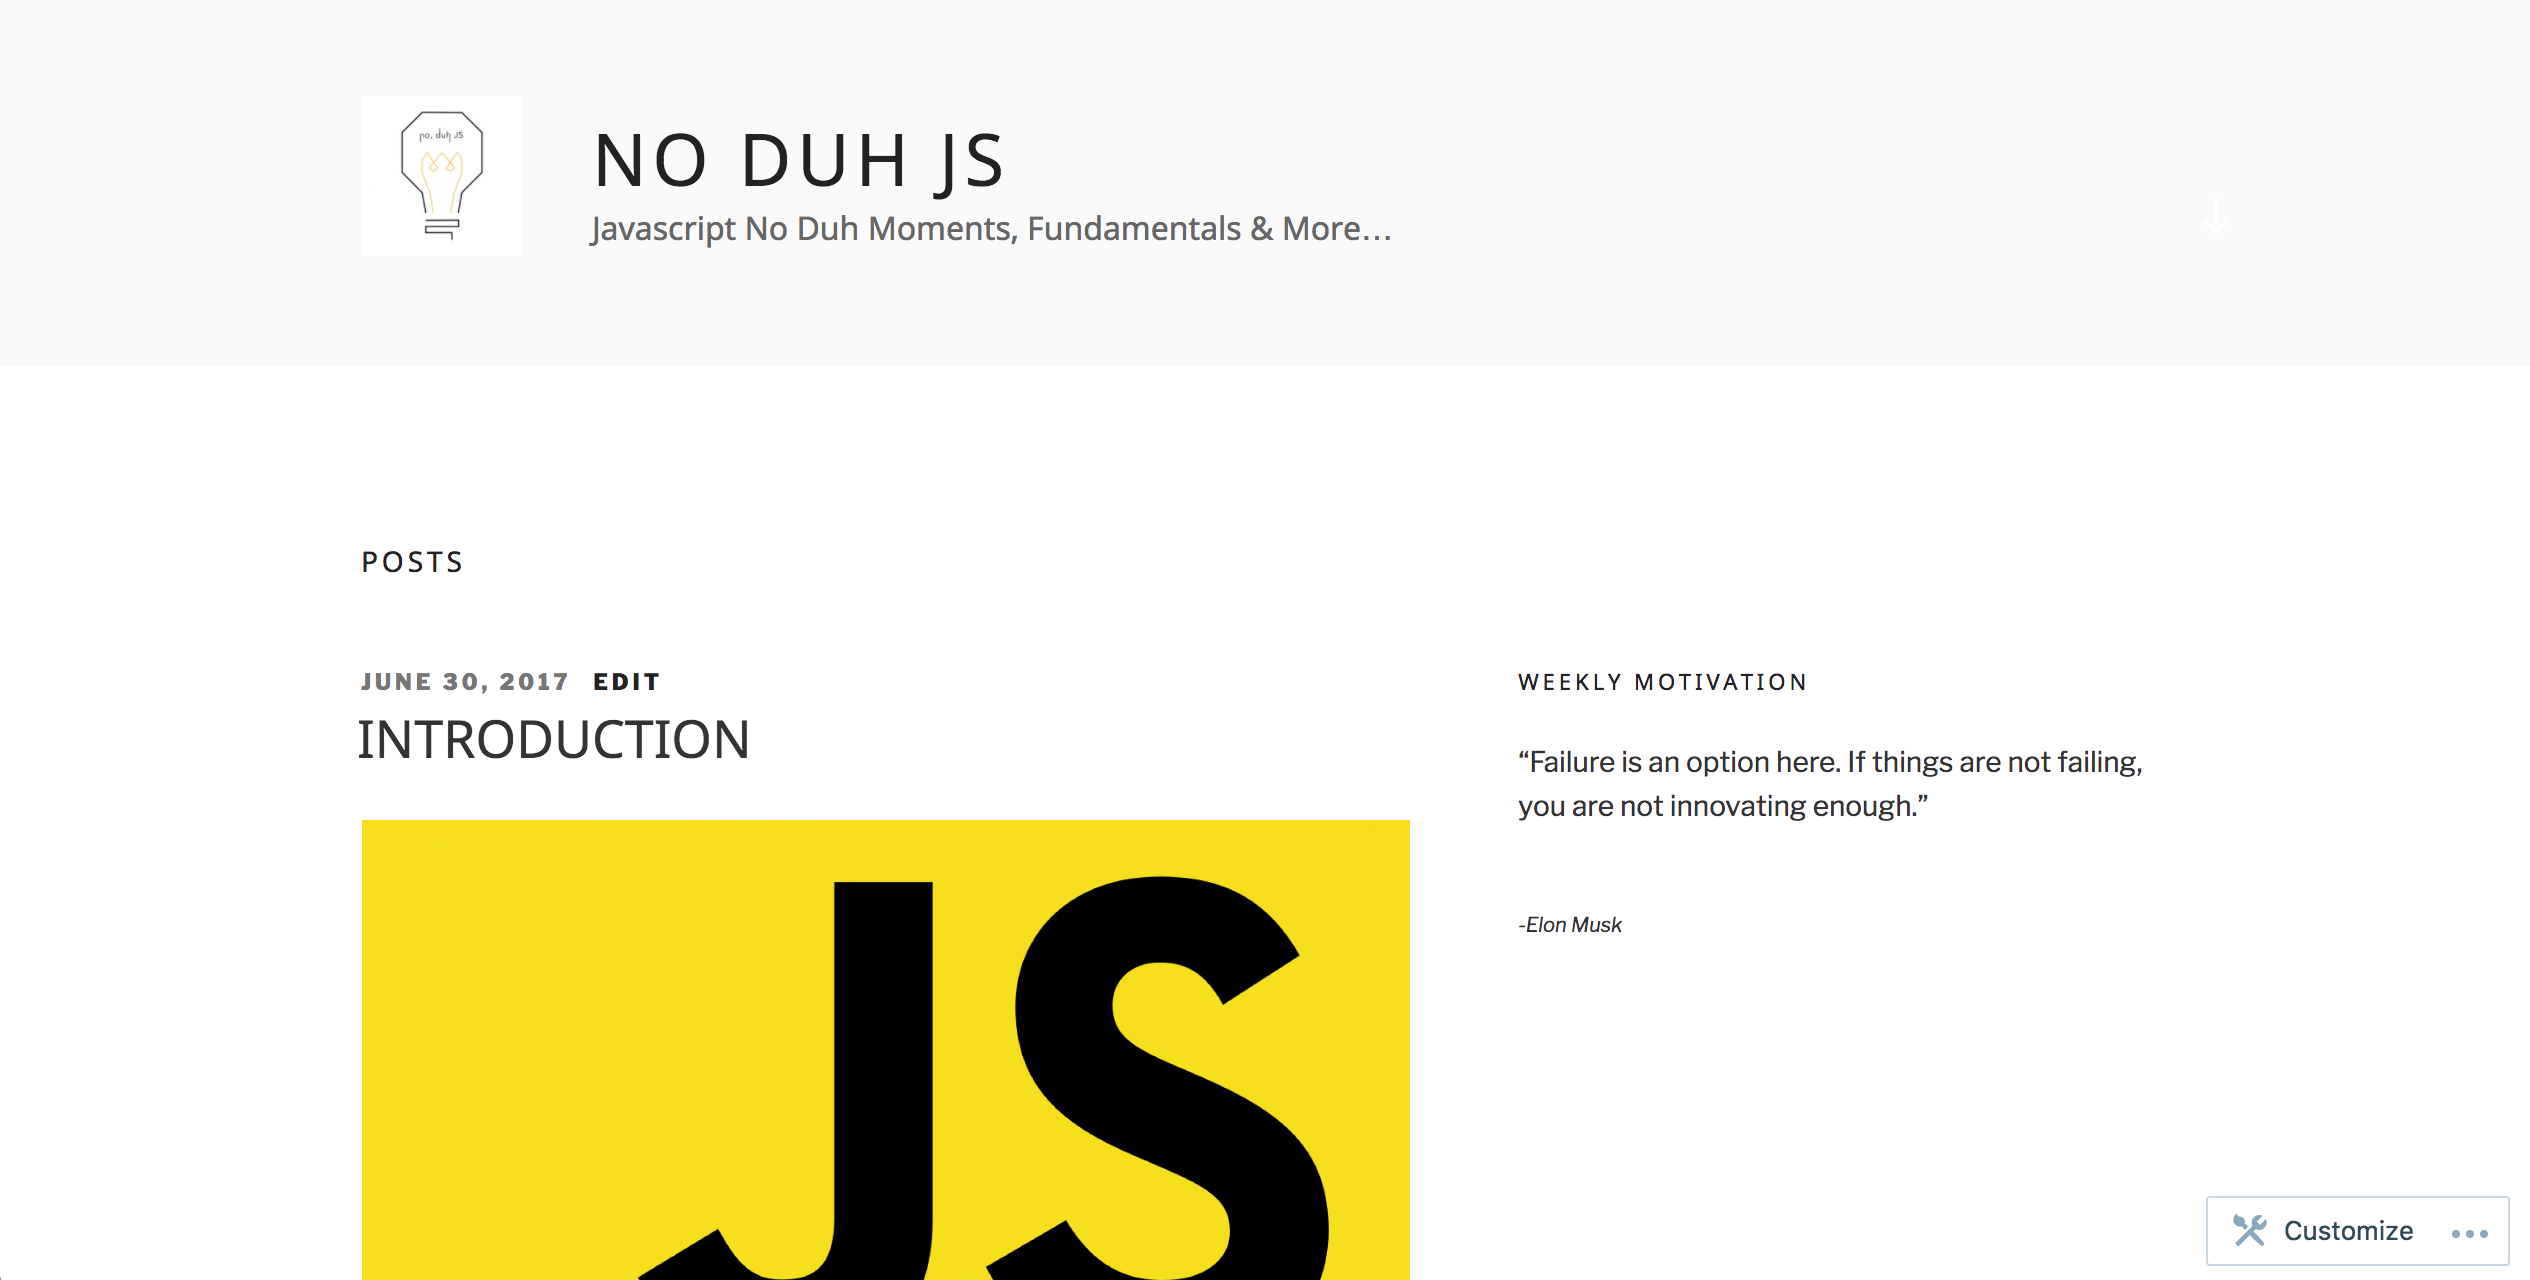 no, duh JS
NO DUH JS
Javascript No Duh Moments, Fundamentals & More…
POSTS
JUNE 30, 2017 EDIT
INTRODUCTION
JS
WEEKLY MOTIVATION
“Failure is an option here. If things are not failing,
you are not innovating enough.”
-Elon Musk
Customize